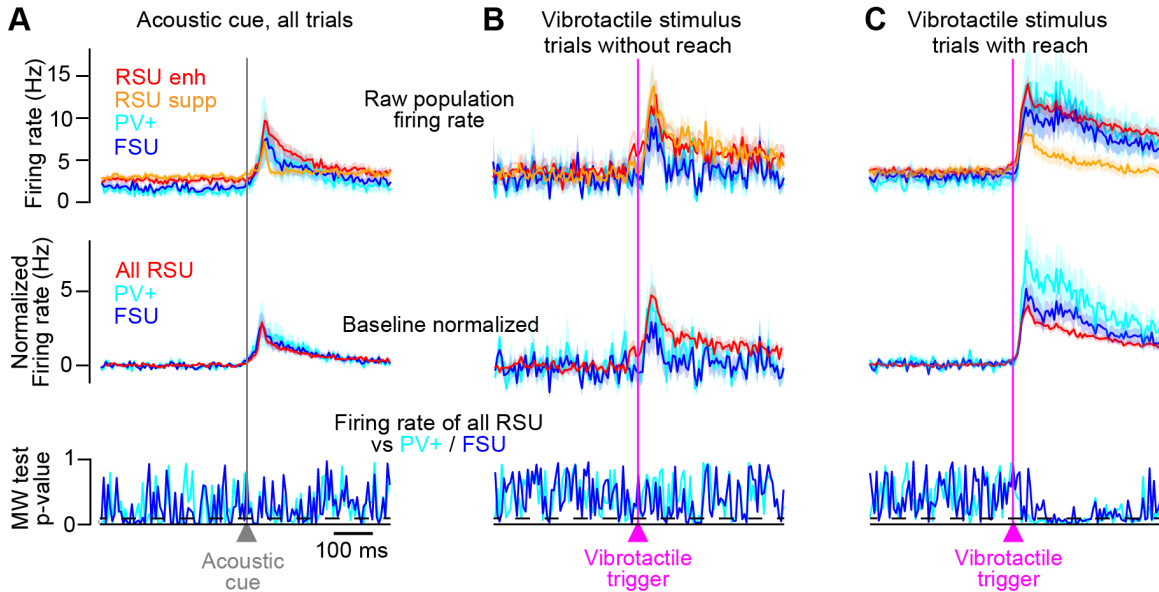 A
Acoustic cue, all trials
B
Vibrotactile stimulus
trials without reach
C
Vibrotactile stimulus
trials with reach
Firing rate (Hz)
15
10
5
0
RSU enh
RSU supp
PV+
FSU
Raw population
firing rate
Normalized
Firing rate (Hz)
5
0
All RSU
PV+
FSU
Baseline normalized
Firing rate of all RSU
vs PV+ / FSU
MW test
p-value
1
0
100 ms
Acoustic
cue
Vibrotactile
trigger
Vibrotactile
trigger